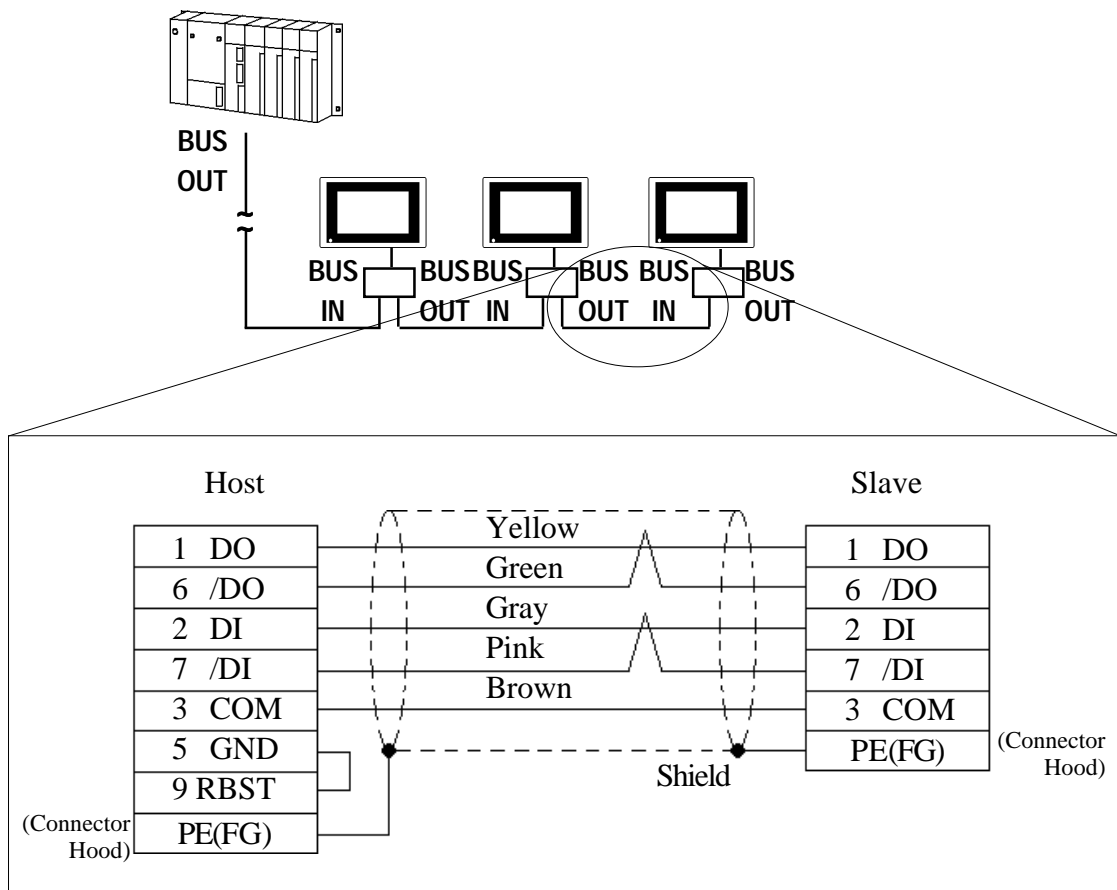 BUS
OUT
BUS
IN
BUS
OUT
BUS
IN
BUS
OUT
BUS
IN
BUS
OUT
Host
Slave
1 DO
6 /DO
2 DI
7 /DI
3 COM
5 GND
9 RBST
PE(FG)
(Connector
Hood)
Yellow
Green
Gray
Pink
Brown
Shield
1 DO
6 /DO
2 DI
7 /DI
3 COM
PE(FG)
(Connector
Hood)